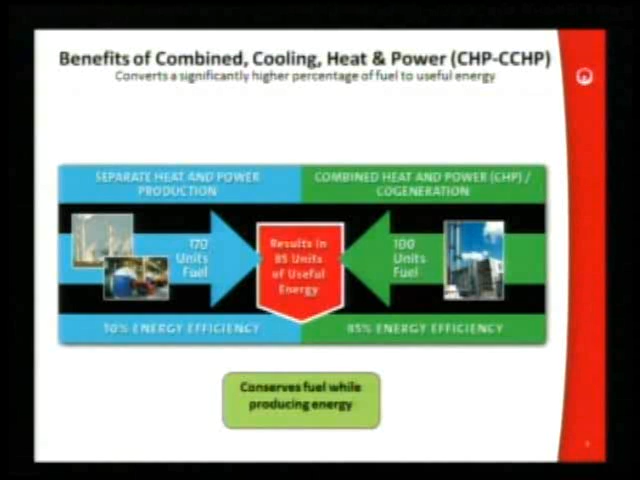 Benefits of Combined, Cooling, Heat & Power (CHP-CCHP)
Converts a significantly higher percentage of fuel to useful energy
SEPARATE HEAT AND POWER
PRODUCTION
COMBINED HEAT AND POWER (CHP) /
COGENERATION
170
Units
Fuel
Results in
85 Units
of Useful
Energy
100
Units
Fuel
50% ENERGY EFFICIENCY
85% ENERGY EFFICIENCY
Conserves fuel while
producing energy